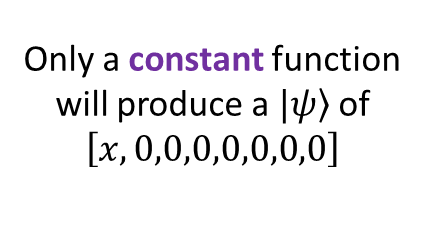 Only a constant function
will produce a |ψ⟩ of
[x, 0,0,0,0,0,0,0]